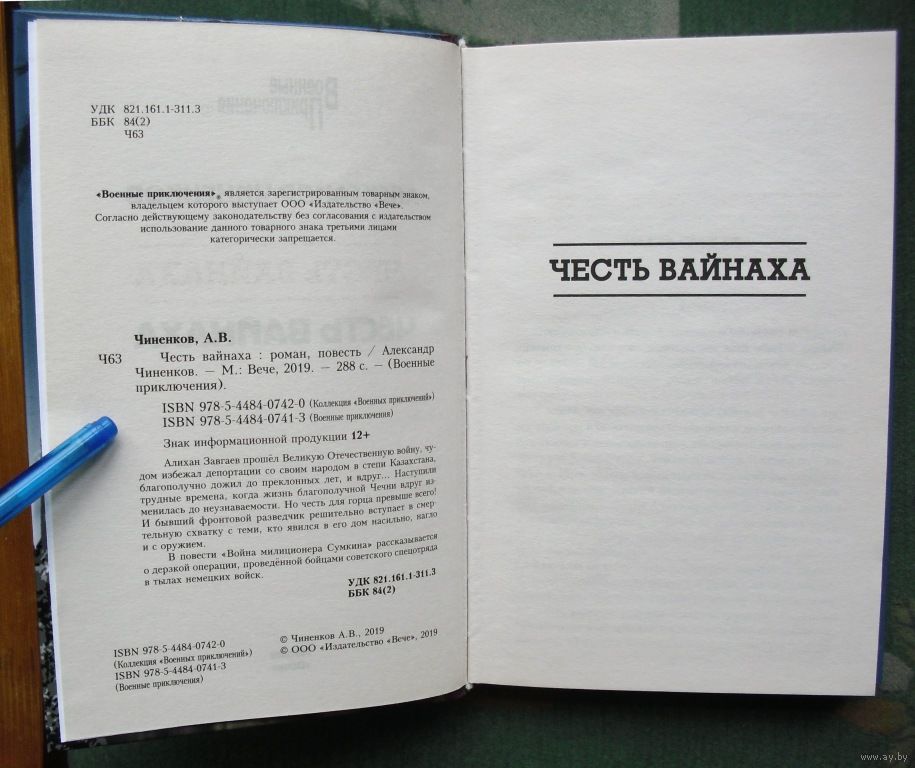 УДК 821.161.1-311.3
ББК 84(2)
Ч63
«Военные приключения»® является зарегистрированным товарным знаком,
владельцем которого выступает ООО «Издательство «Вече».
Согласно действующему законодательству без согласования с издательством
использование данного товарного знака третьими лицами
категорически запрещается.
Чиненков, А.В.
Ч63 Честь вайнаха : роман, повесть / Александр
Чиненков. — М.: Вече, 2019. — 288 с. — (Военные
приключения).
ISBN 978-5-4484-0742-0 (Коллекция «Военных приключений»)
ISBN 978-5-4484-0741-3 (Военные приключения)
Знак информационной продукции 12+
Алихан Завгаев прошёл Великую Отечественную войну, чу-
дом избежал депортации со своим народом в степи Казахстана,
благополучно дожил до преклонных лет, и вдруг... Наступили
трудные времена, когда жизнь благополучной Чечни вдруг из-
менилась до неузнаваемости. Но честь для горца превыше всего!
И бывший фронтовой разведчик решительно вступает в смер-
тельную схватку с теми, кто явился в его дом насильно, нагло
и с оружием.
В повести «Война милиционера Сумкина» рассказывается
о дерзкой операции, проведённой бойцами советского спецотряда
в тылах немецких войск.
УДК 821.161.1-311.3
ББК 84(2)
ISBN 978-5-4484-0742-0
(Коллекция «Военных приключений»)
ISBN 978-5-4484-0741-3
(Военные приключения)
© Чиненков А.В., 2019
© ООО «Издательство «Вече», 2019
ЧЕСТЬ ВАЙНАХА
www.ay.by